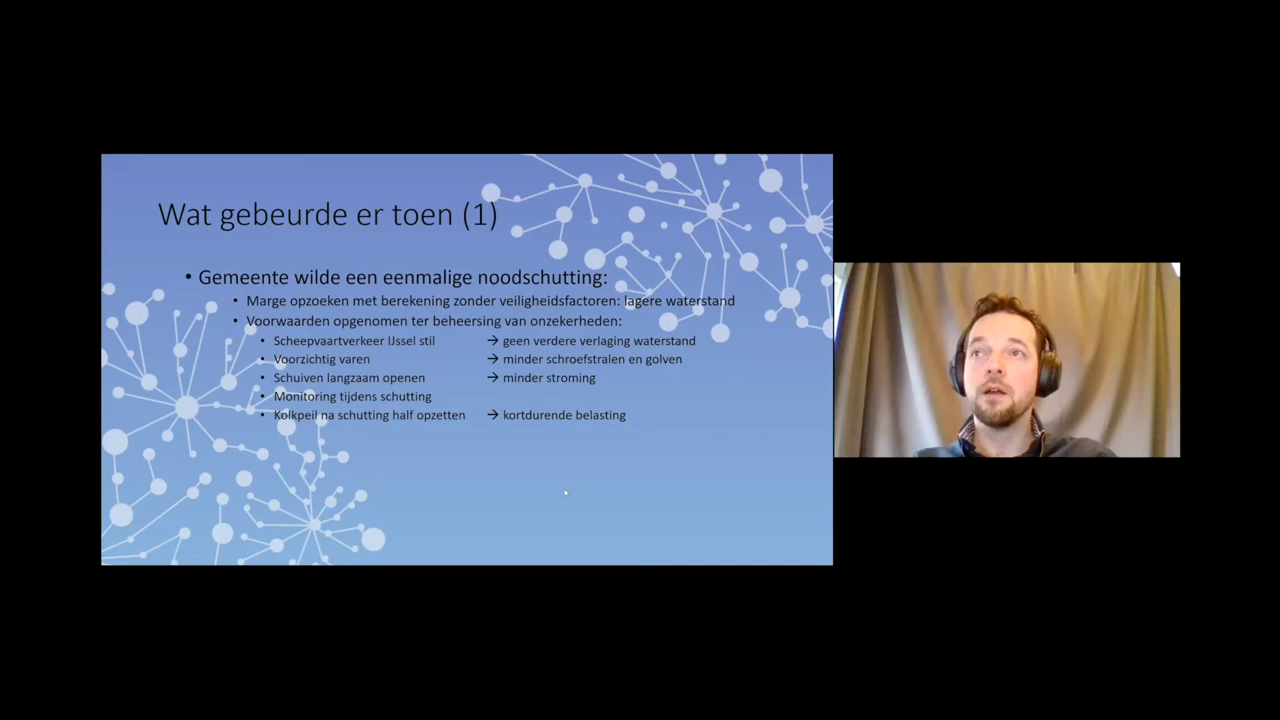 Wat gebeurde er toen (1)
• Gemeente wilde een eenmalige noodschutting:
• Marge opzoeken met berekening zonder veiligheidsfactoren: lagere waterstand
• Voorwaarden opgenomen ter beheersing van onzekerheden:
• Scheepvaartverkeer IJssel stil → geen verdere verlaging waterstand
• Voorzichtig varen → minder schroefstralen en golven
• Schuiven langzaam openen → minder stroming
• Monitoring tijdens schutting
• Kolkpeil na schutting half opzetten → kortdurende belasting